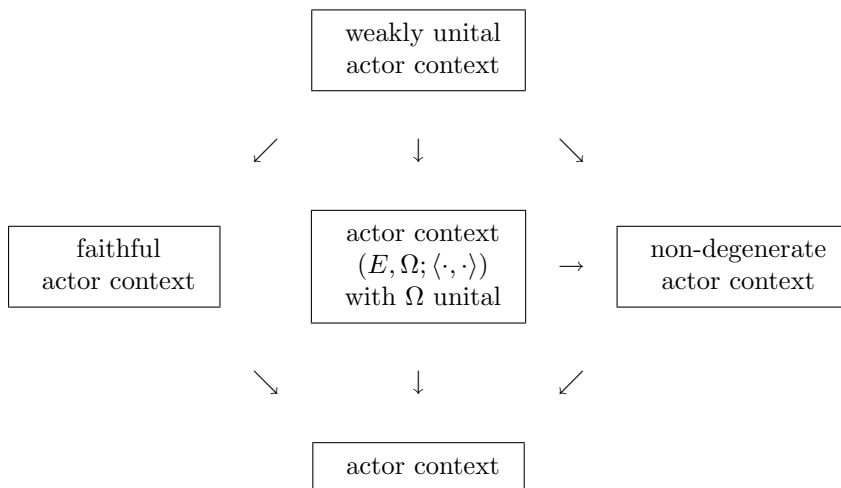 weakly unital
actor context
↙ ↓ ↘
faithful
actor context
actor context
(E, Ω; ⟨·, ·⟩)
with Ω unital
→
non-degenerate
actor context
↘ ↓ ↙
actor context